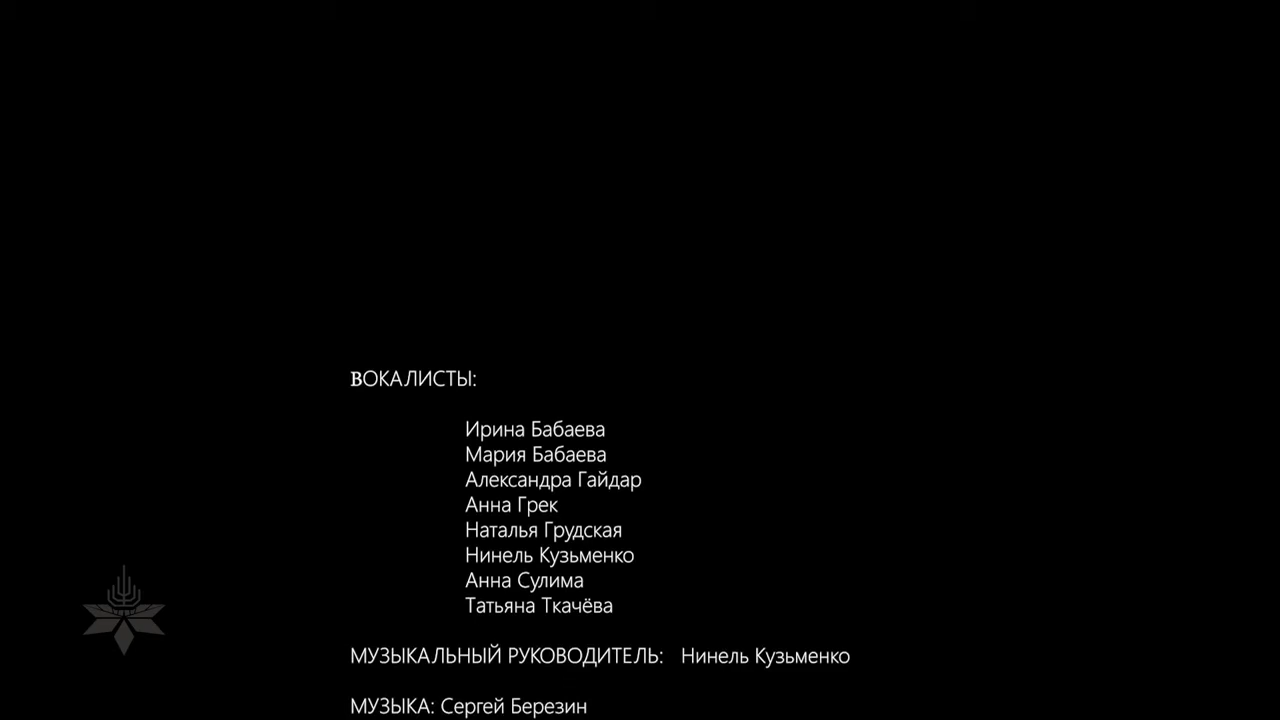 ВОКАЛИСТЫ:
Ирина Бабаева
Мария Бабаева
Александра Гайдар
Анна Грек
Наталья Грудская
Нинель Кузьменко
Анна Сулима
Татьяна Ткачёва
МУЗЫКАЛЬНЫЙ РУКОВОДИТЕЛЬ: Нинель Кузьменко
МУЗЫКА: Сергей Березин